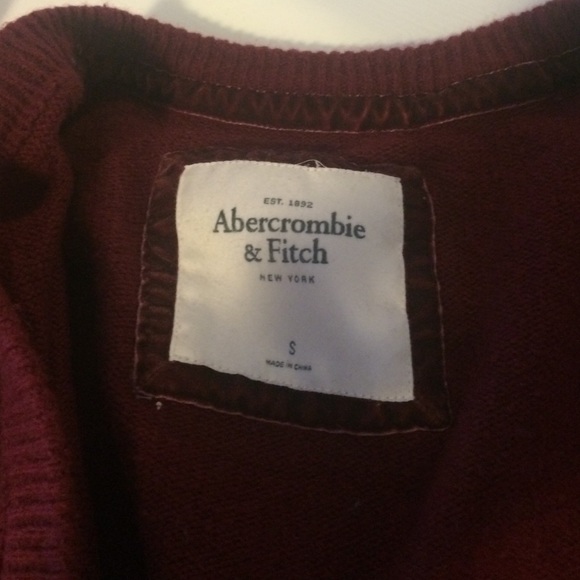 EST. 1892
Abercrombie
& Fitch
NEW YORK
S
MADE IN CHINA